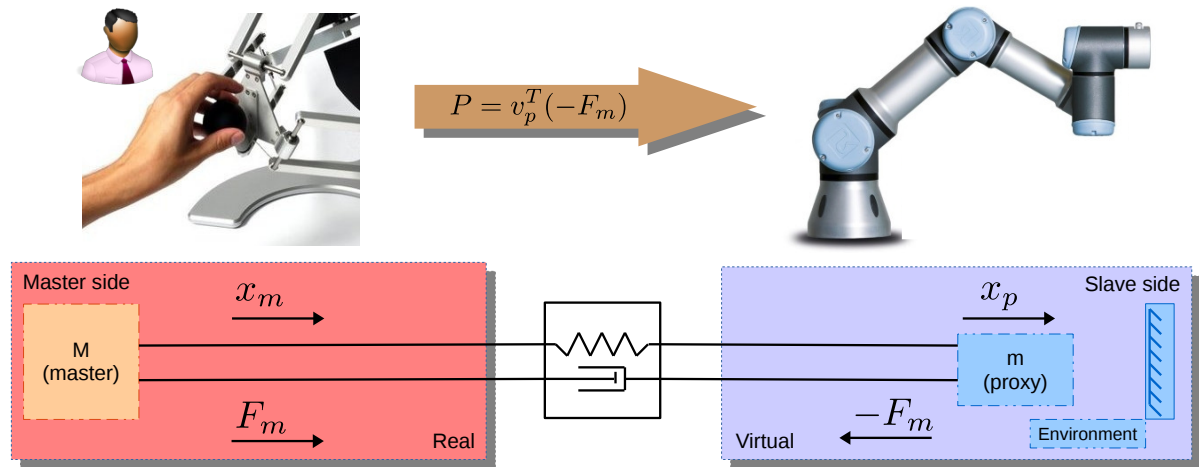 P = v_p^T(-F_m)
Master side
Slave side
x_m
x_p
M
(master)
m
(proxy)
F_m
-F_m
Real
Virtual
Environment